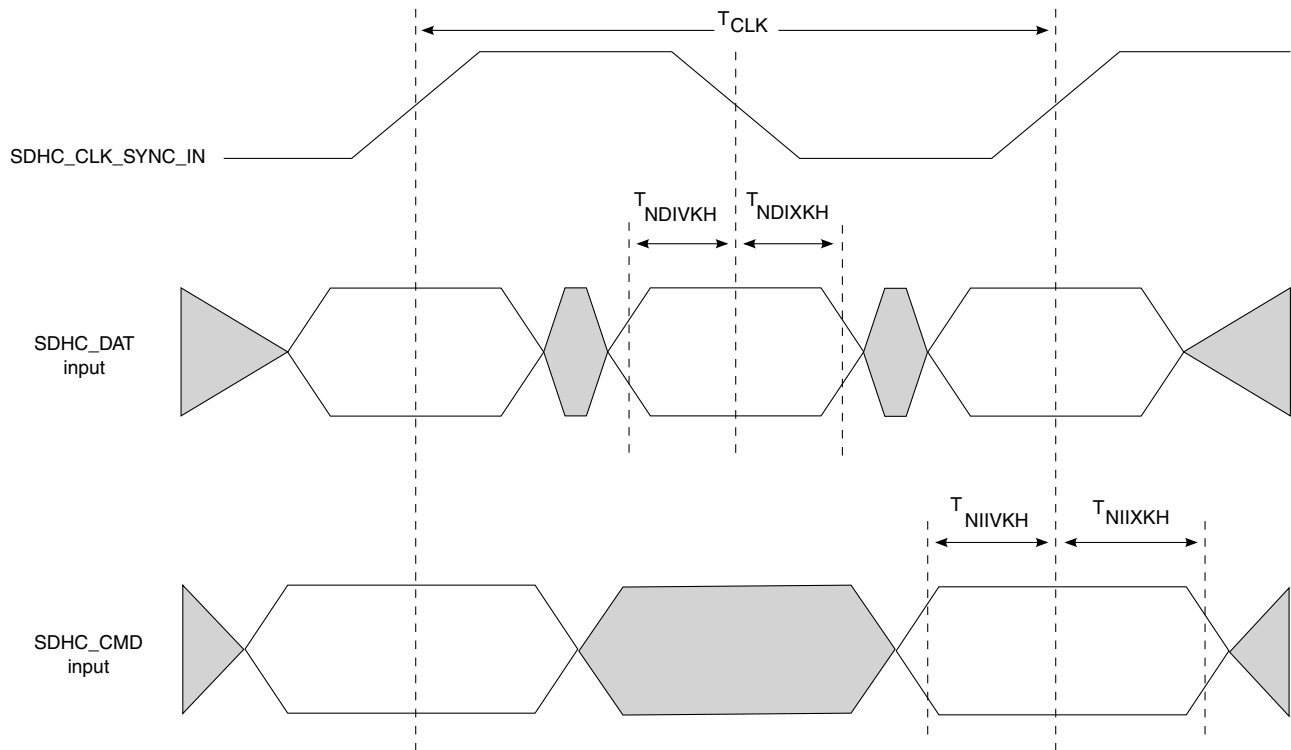 TCLK
SDHC_CLK_SYNC_IN
TNDIVKH
TNDIXKH
SDHC_DAT
input
TNIIVKH
TNIIXKH
SDHC_CMD
input